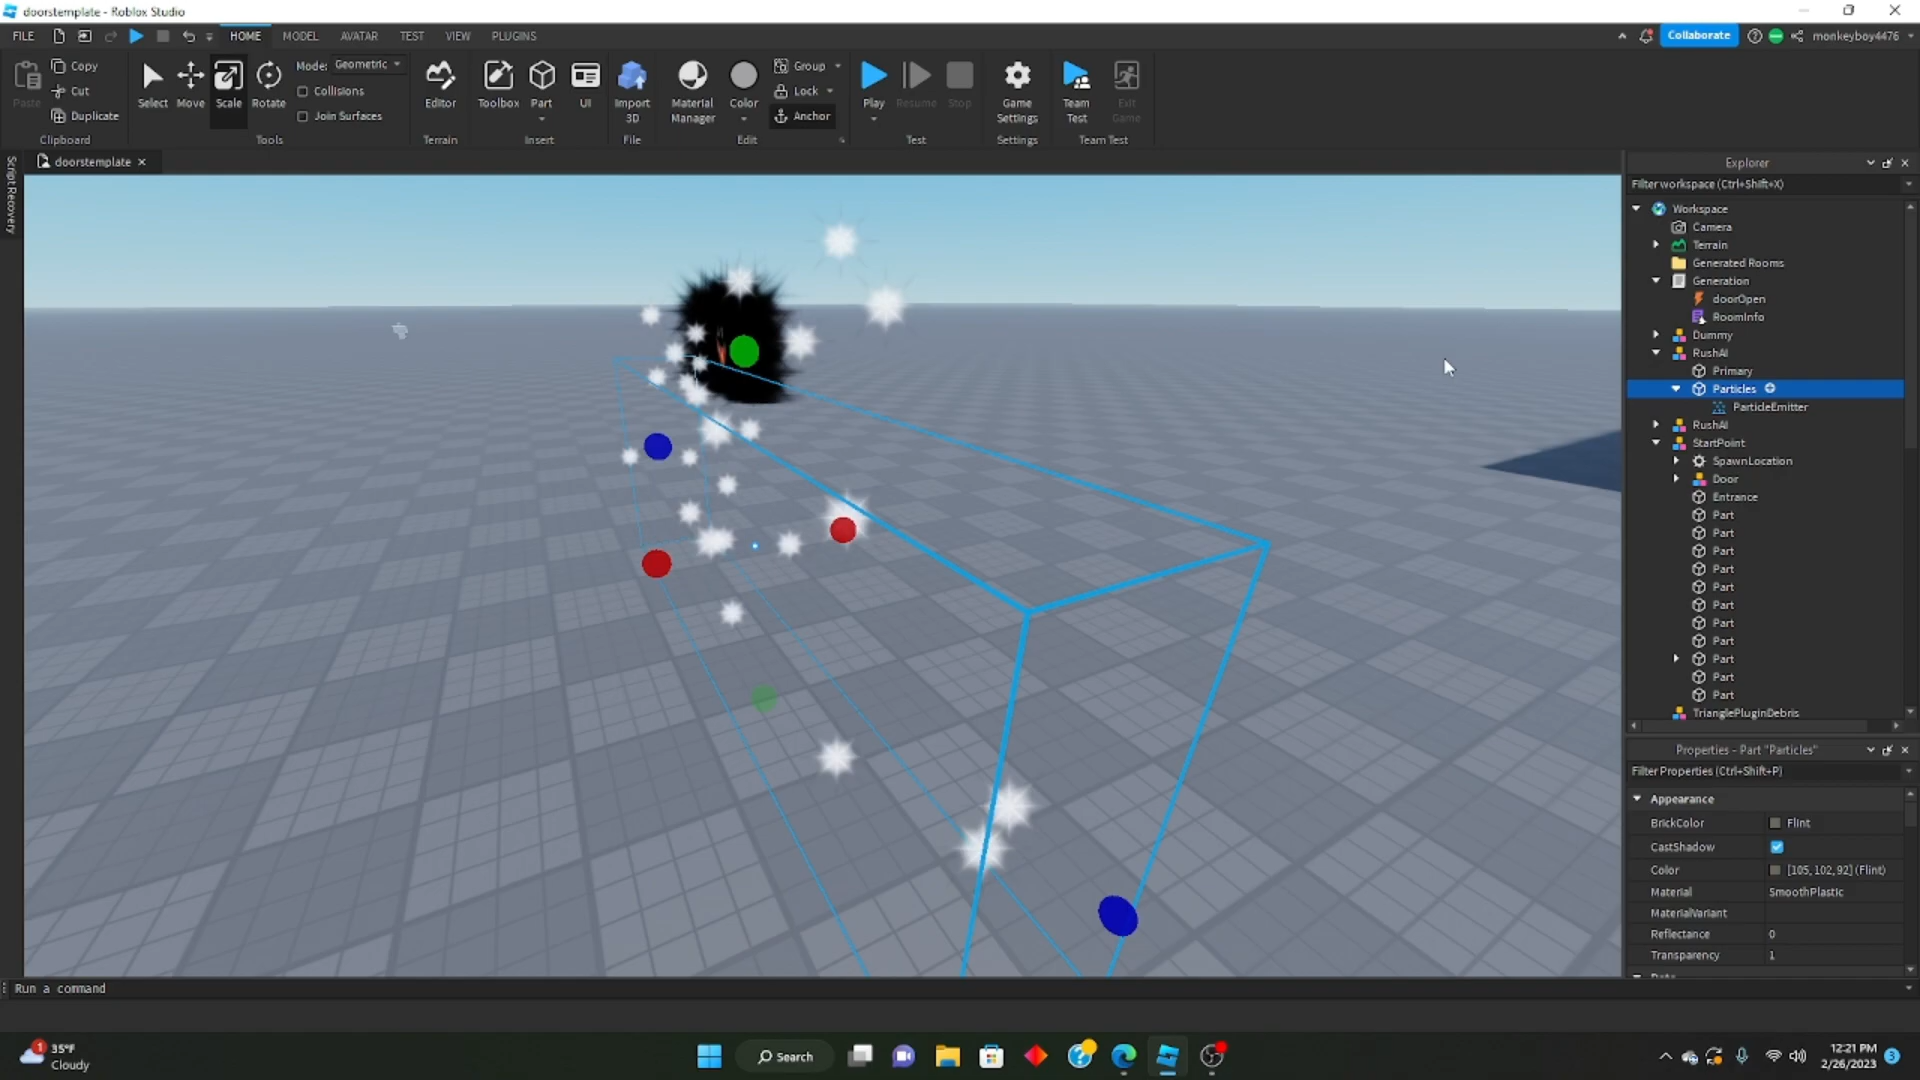 doorstemplate - Roblox Studio
FILE HOME MODEL AVATAR TEST VIEW PLUGINS Collaborate monkeyboy4476
Copy Mode: Geometric Group
Cut Collisions Lock
Duplicate Join Surfaces Anchor
Paste Select Move Scale Rotate Editor Toolbox Part UI Import 3D Material Manager Color Play Resume Stop Game Settings Team Test Exit Game
Clipboard Tools Terrain Insert File Edit Test Settings Team Test
doorstemplate
Script Recovery
Explorer
Filter workspace (Ctrl+Shift+X)
Workspace
Camera
Terrain
Generated Rooms
Generation
doorOpen
RoomInfo
Dummy
RushAI
Primary
Particles
ParticleEmitter
RushAI
StartPoint
SpawnLocation
Door
Entrance
Part
Part
Part
Part
Part
Part
Part
Part
Part
Part
Part
TrianglePluginDebris
Properties - Part "Particles"
Filter Properties (Ctrl+Shift+P)
Appearance
BrickColor Flint
CastShadow
Color [105, 102, 92] (Flint)
Material SmoothPlastic
MaterialVariant
Reflectance 0
Transparency 1
Run a command
1 35°F
Cloudy
Search
12:21 PM
2/26/2023
3